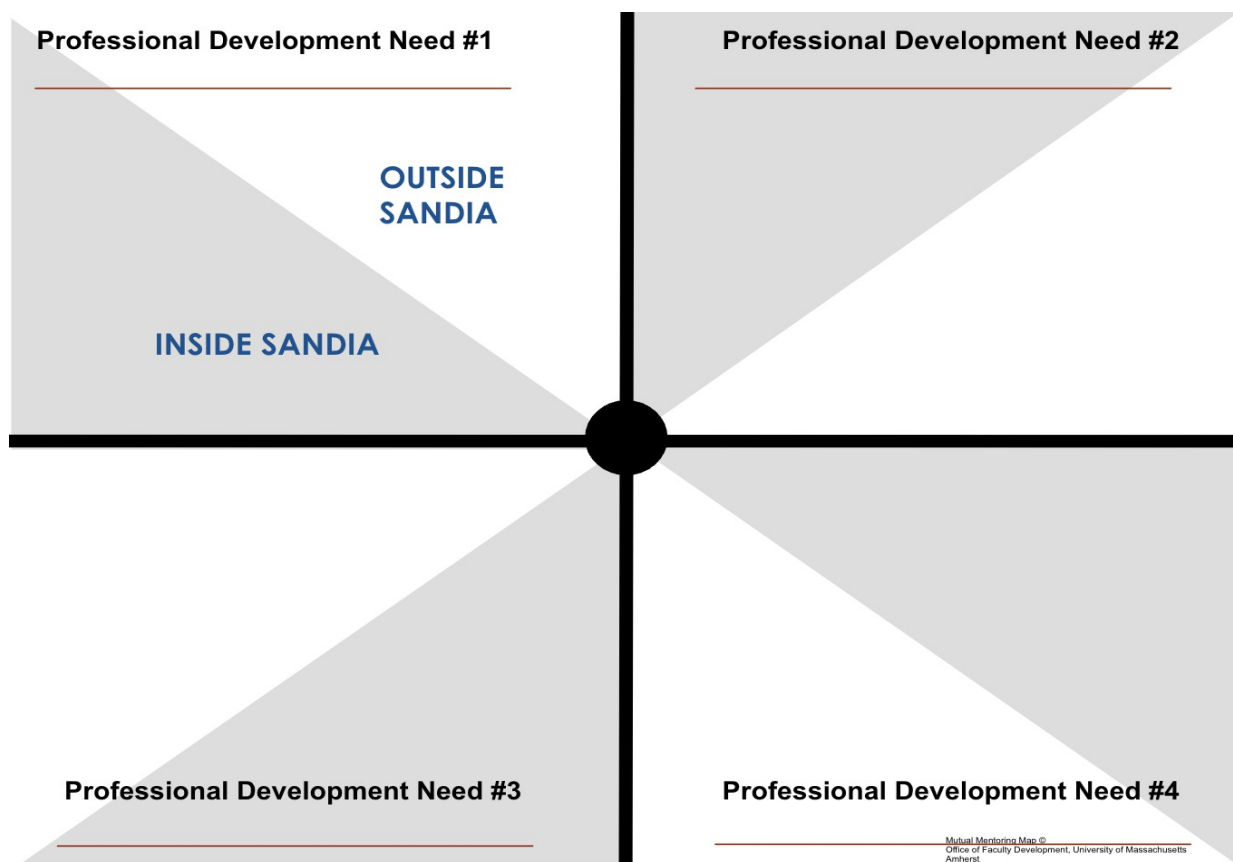 Professional Development Need #1
Professional Development Need #2
OUTSIDE
SANDIA
INSIDE SANDIA
Professional Development Need #3
Professional Development Need #4
Mutual Mentoring Map ©
Office of Faculty Development, University of Massachusetts
Amherst